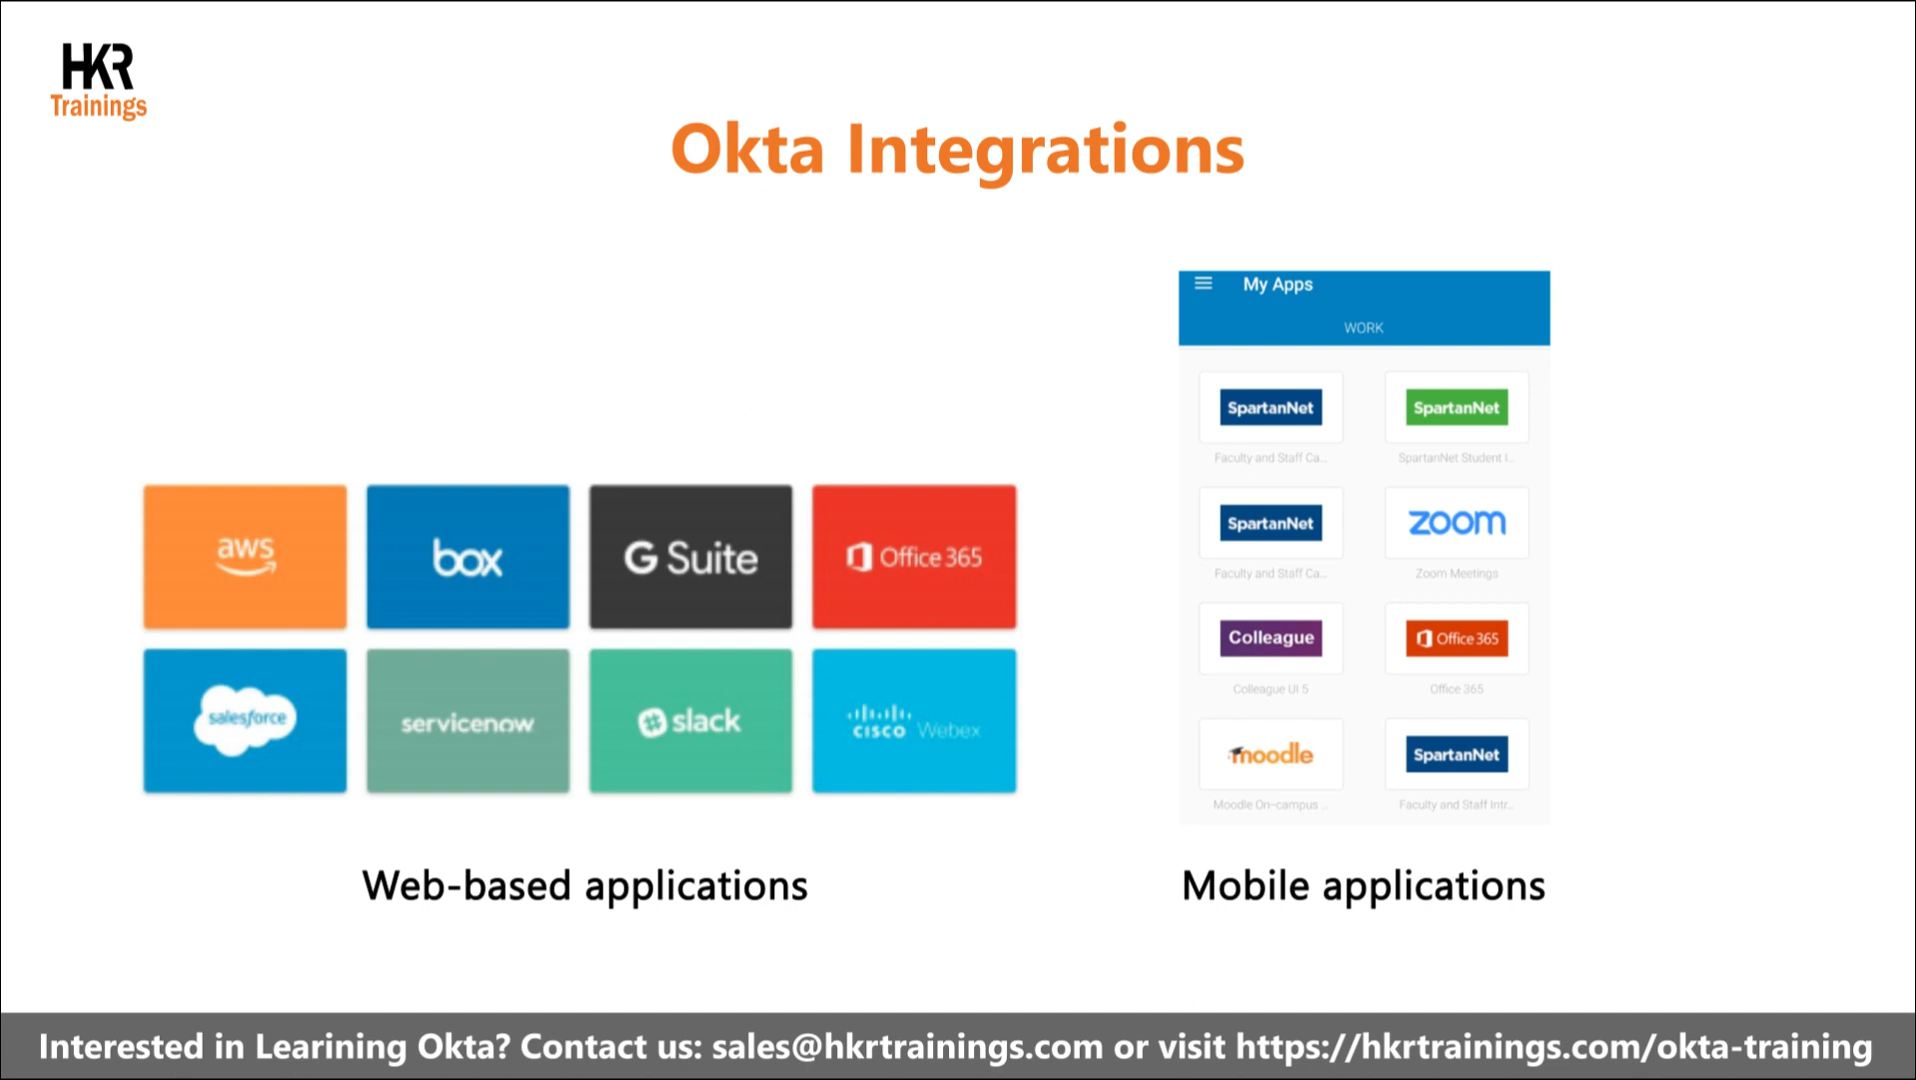 HKR
Trainings
Okta Integrations
aws
box
G Suite
Office 365
salesforce
servicenow
slack
cisco Webex
Web-based applications
My Apps
WORK
SpartanNet
SpartanNet
Faculty and Staff Ca...
SpartanNet Student I...
SpartanNet
zoom
Faculty and Staff Ca...
Zoom Meetings
Colleague
Office 365
Colleague UI 5
Office 365
moodle
SpartanNet
Moodle On-campus ...
Faculty and Staff Intr...
Mobile applications
Interested in Learining Okta? Contact us: sales@hkrtrainings.com or visit https://hkrtrainings.com/okta-training